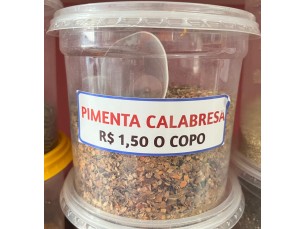 PIMENTA CALABRESA
R$ 1,50 O COPO